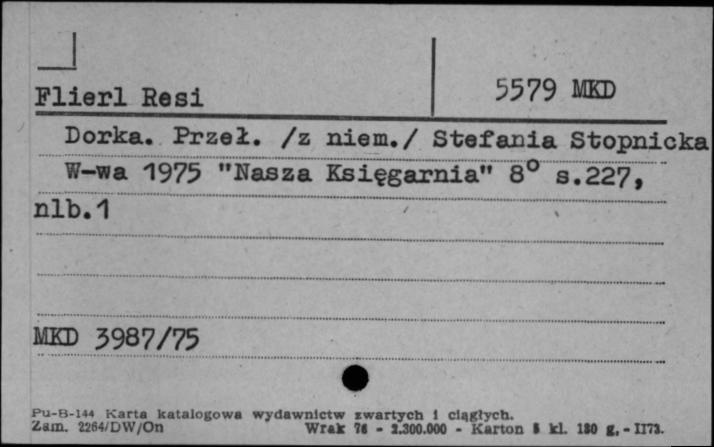 5579 MKD
Flierl Resi
Dorka. Przeł. /z niem./ Stefania Stopnicka
W-wa 1975 "Nasza Księgarnia" 8° s.227,
nlb.1
MKD 3987/75
Pu-B-144 Karta katalogowa wydawnictw zwartych i ciągłych.
Zam. 2264/DW/On Wrak 76 - 2.300.000 - Karton 5 kl. 180 g. - II73.